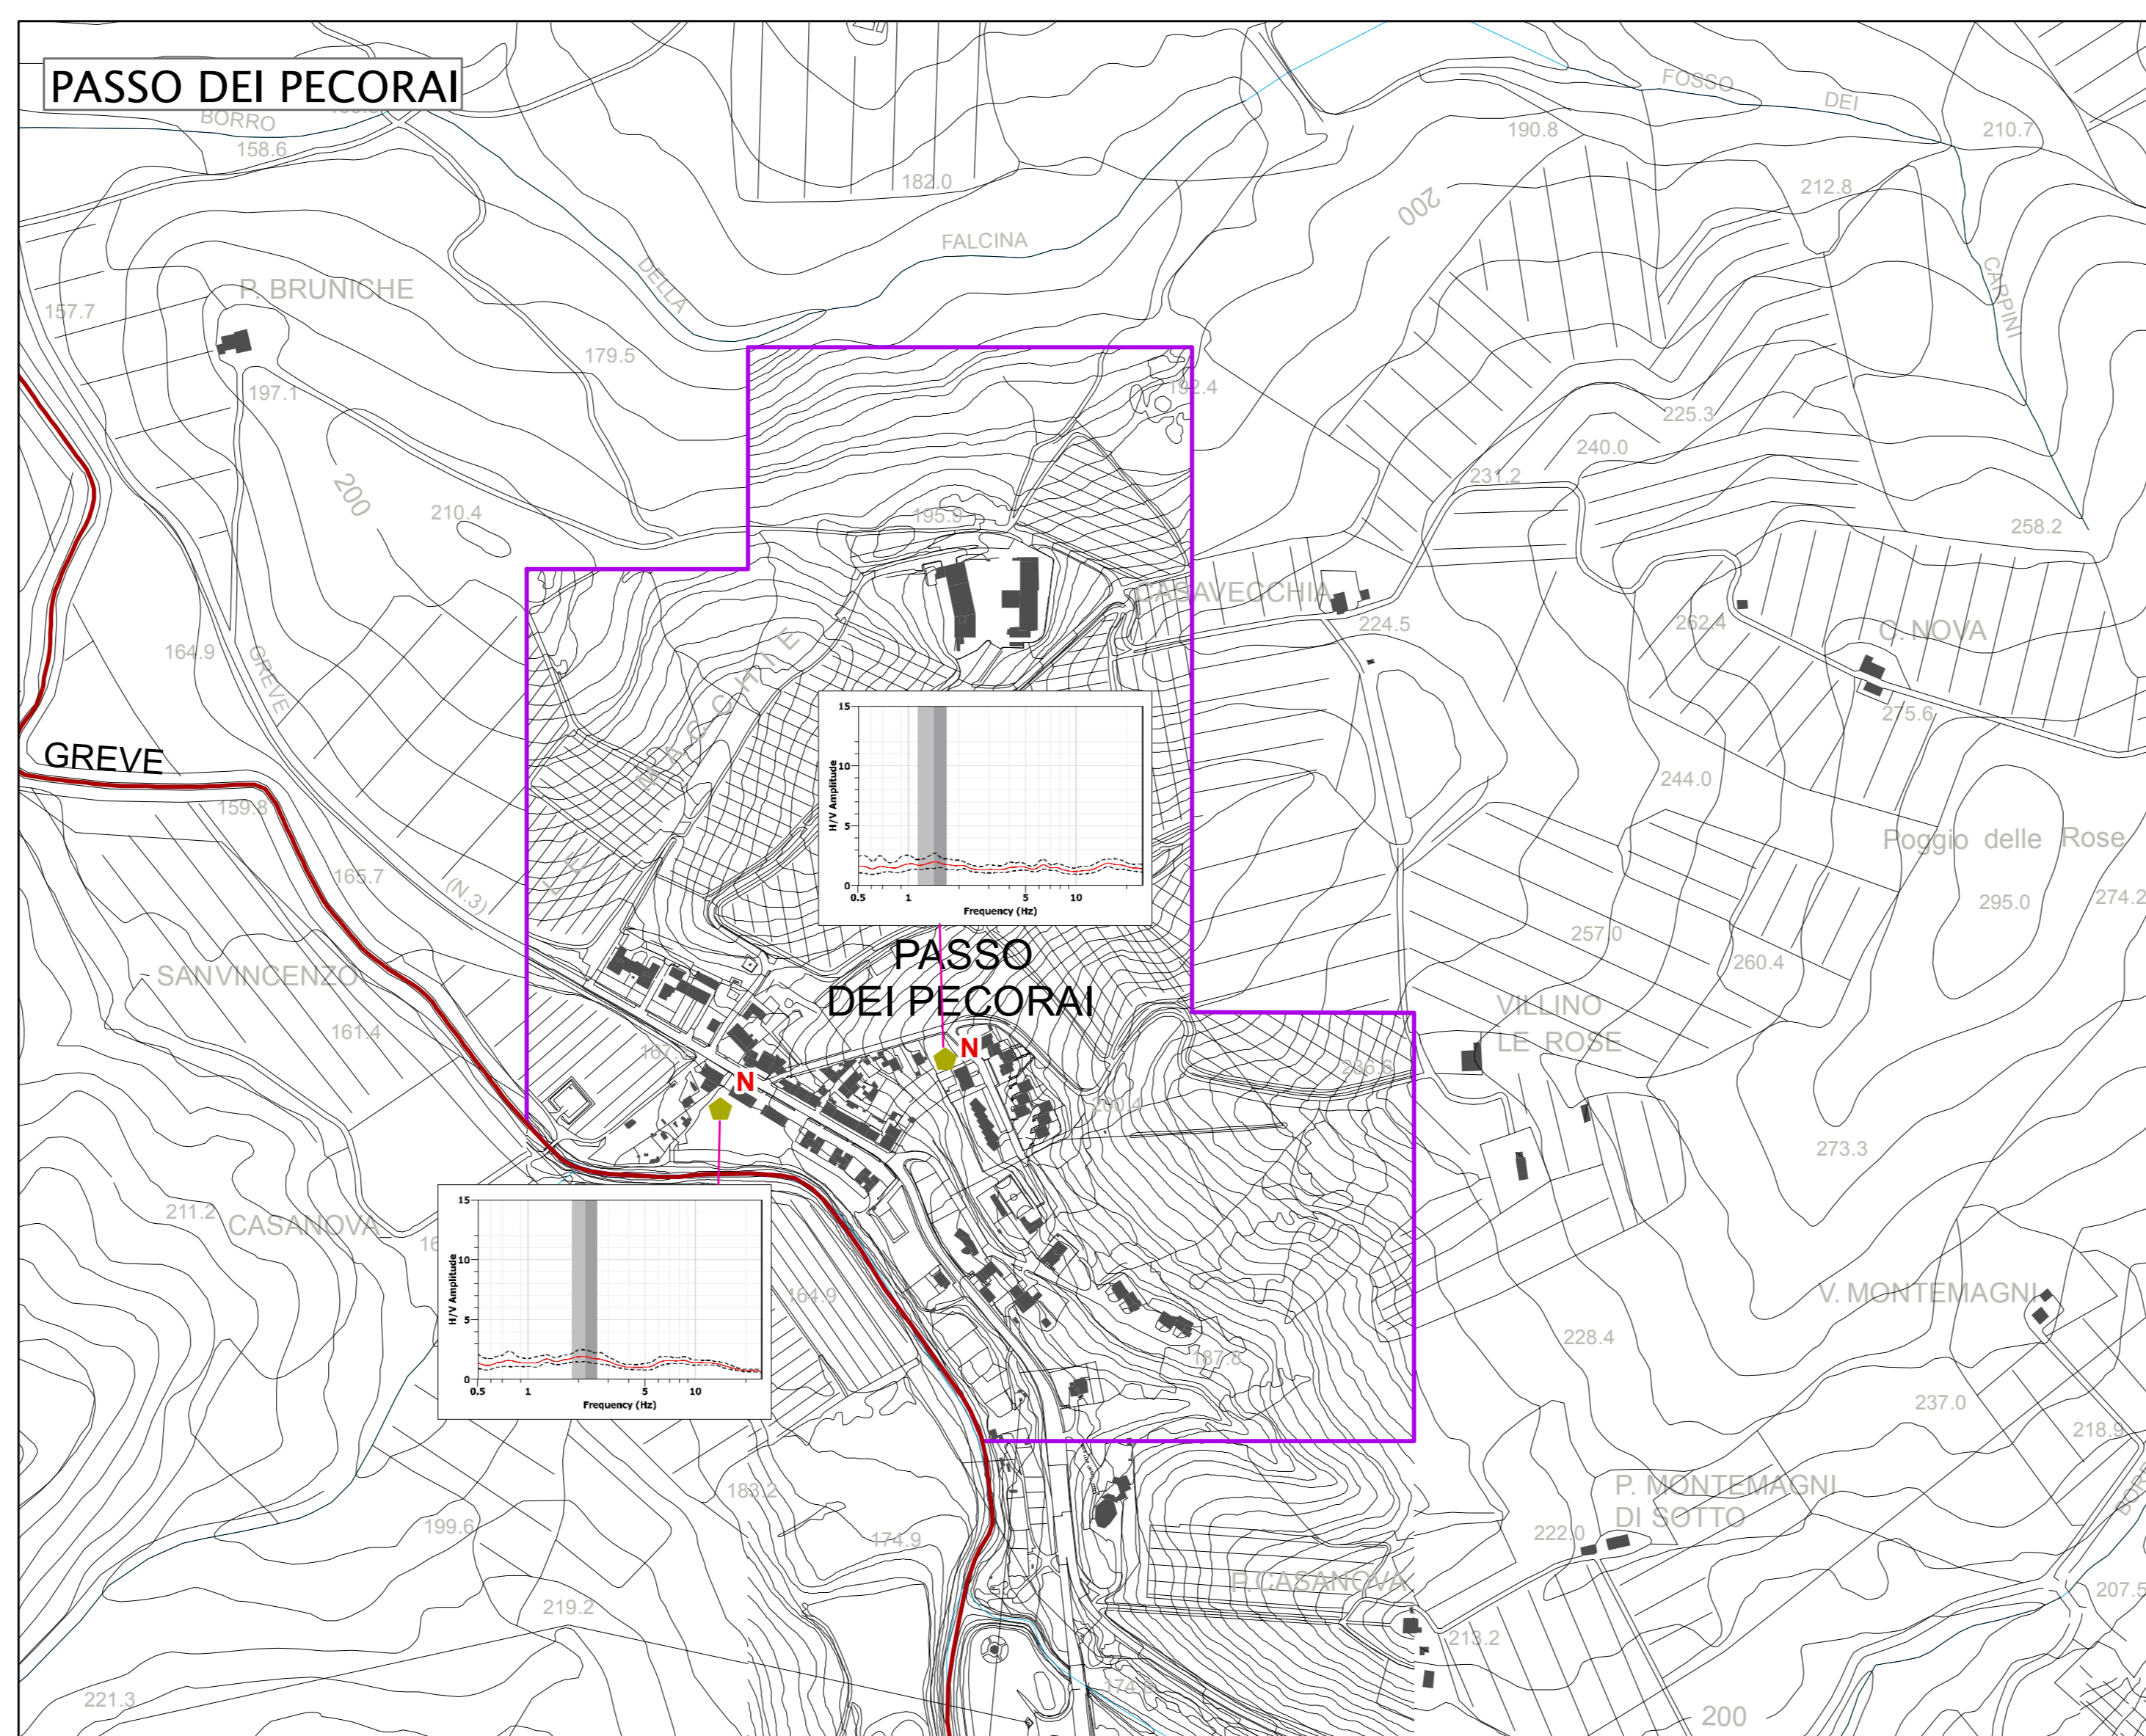 PASSO DEI PECORAI
BORRO
158.6
182.0
FOSSO
DEI
190.8
210.7
212.8
200
FALCINA
DELLA
CAPPINI
P. BRUNICHE
157.7
179.5
197.1
192.4
225.3
240.0
231.2
200
210.4
195.9
258.2
CASAVECCHIA
224.5
262.4
C. NOVA
275.6
164.9
GREVE
LE MACCHIE
GREVE
159.8
165.7
(N.3)
15
10
5
0
H/V Amplitude
0.5
1
5
10
Frequency (Hz)
244.0
Poggio delle Rose
295.0
274.2
257.0
260.4
SANVINCENZO
161.4
PASSO
DEI PECORAI
VILLINO
LE ROSE
236.6
N
N
200.4
273.3
211.2
CASANOVA
15
10
5
0
H/V Amplitude
0.5
1
5
10
Frequency (Hz)
164.9
V. MONTEMAGNI
228.4
187.8
237.0
218.9
183.2
199.6
174.9
P. MONTEMAGNI
DI SOTTO
222.0
P.CASANOVA
207.5
219.2
213.2
221.3
200